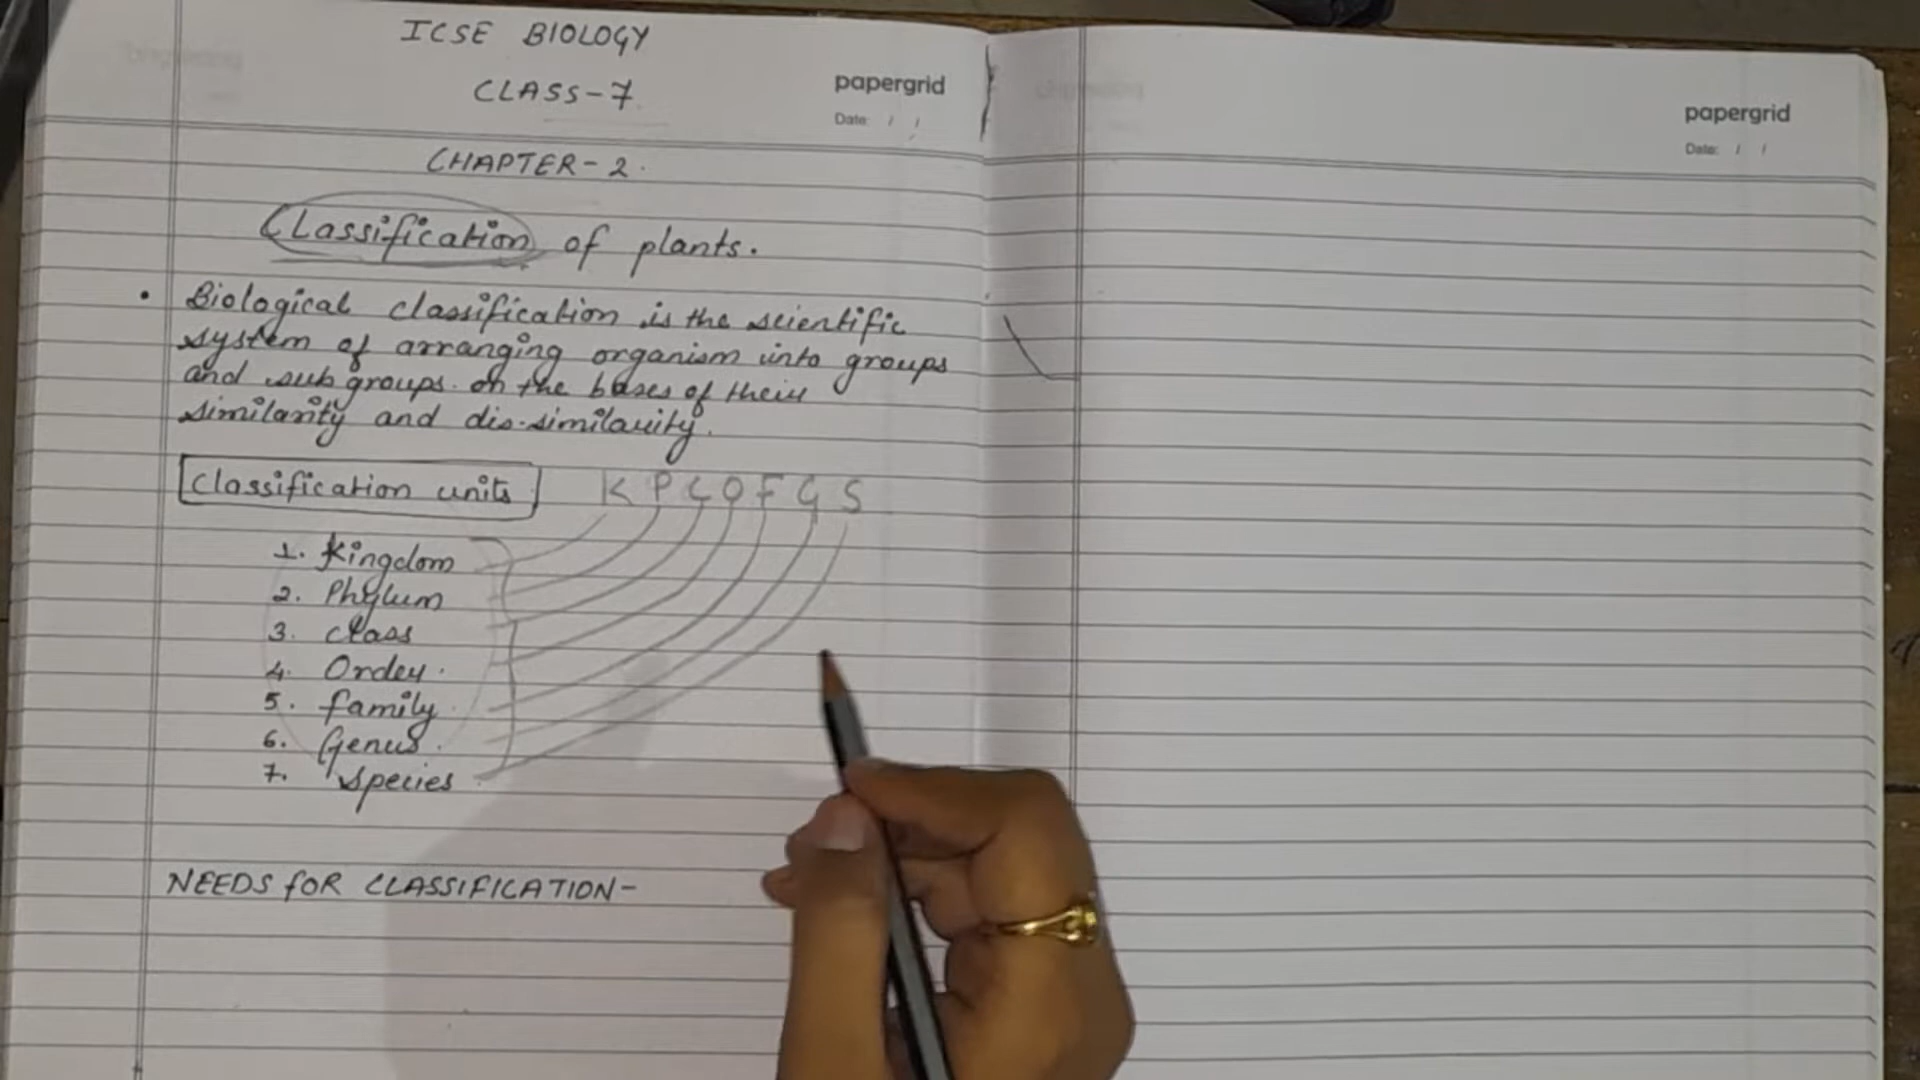 ICSE BIOLOGY
CLASS-7
papergrid
Date: / /
CHAPTER-2.
Classification of plants.
• Biological classification is the scientific
system of arranging organism into groups
and sub groups. on the bases of their
similarity and dis-similarity.
Classification units K P C O F G S
1. Kingdom
2. Phylum
3. class
4. Order.
5. family.
6. Genus.
7. species.
NEEDS FOR CLASSIFICATION-
papergrid
Date: / /